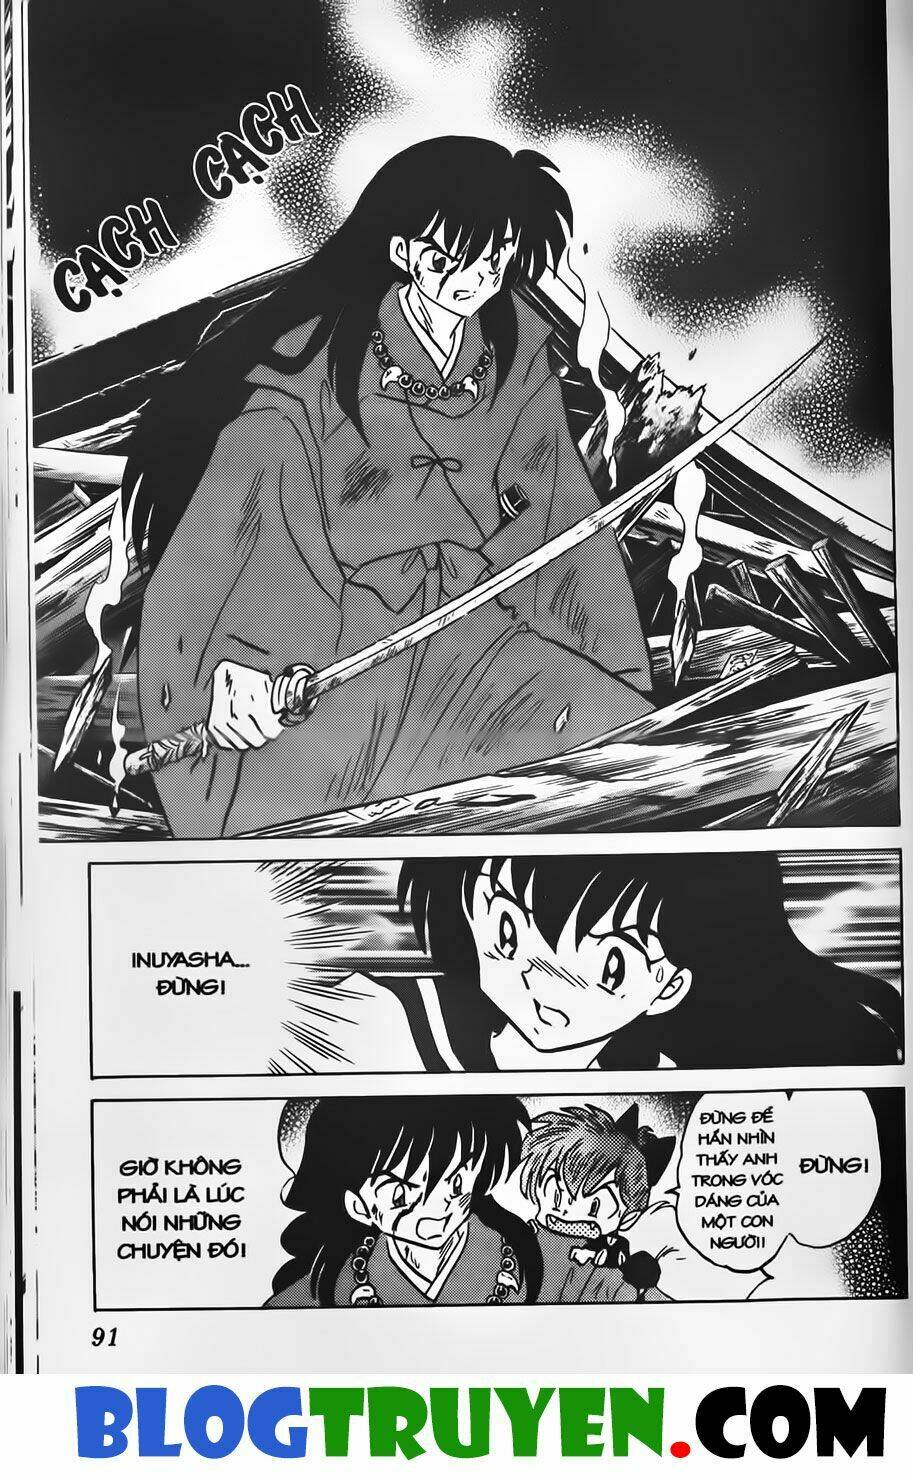 CẠCH CẠCH
INUYASHA...
ĐỪNG!
ĐỪNG ĐỂ
HẮN NHÌN
THẤY ANH
TRONG VÓC
DÁNG CỦA
MỘT CON
NGƯỜI!
ĐỪNG!
GIỜ KHÔNG
PHẢI LÀ LÚC
NÓI NHỮNG
CHUYỆN ĐÓ!
91
BLOGTRUYEN.COM